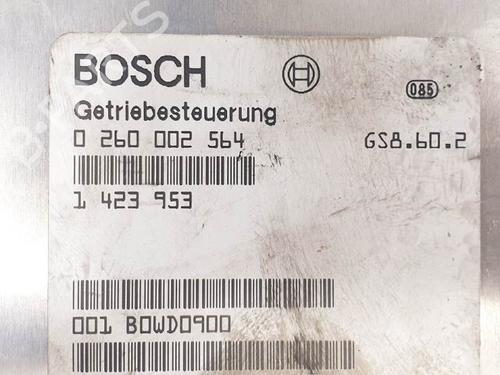 BOSCH
085
Getriebesteuerung
0 260 002 564
GS8.60.2
1 423 953
001 B0WD0900